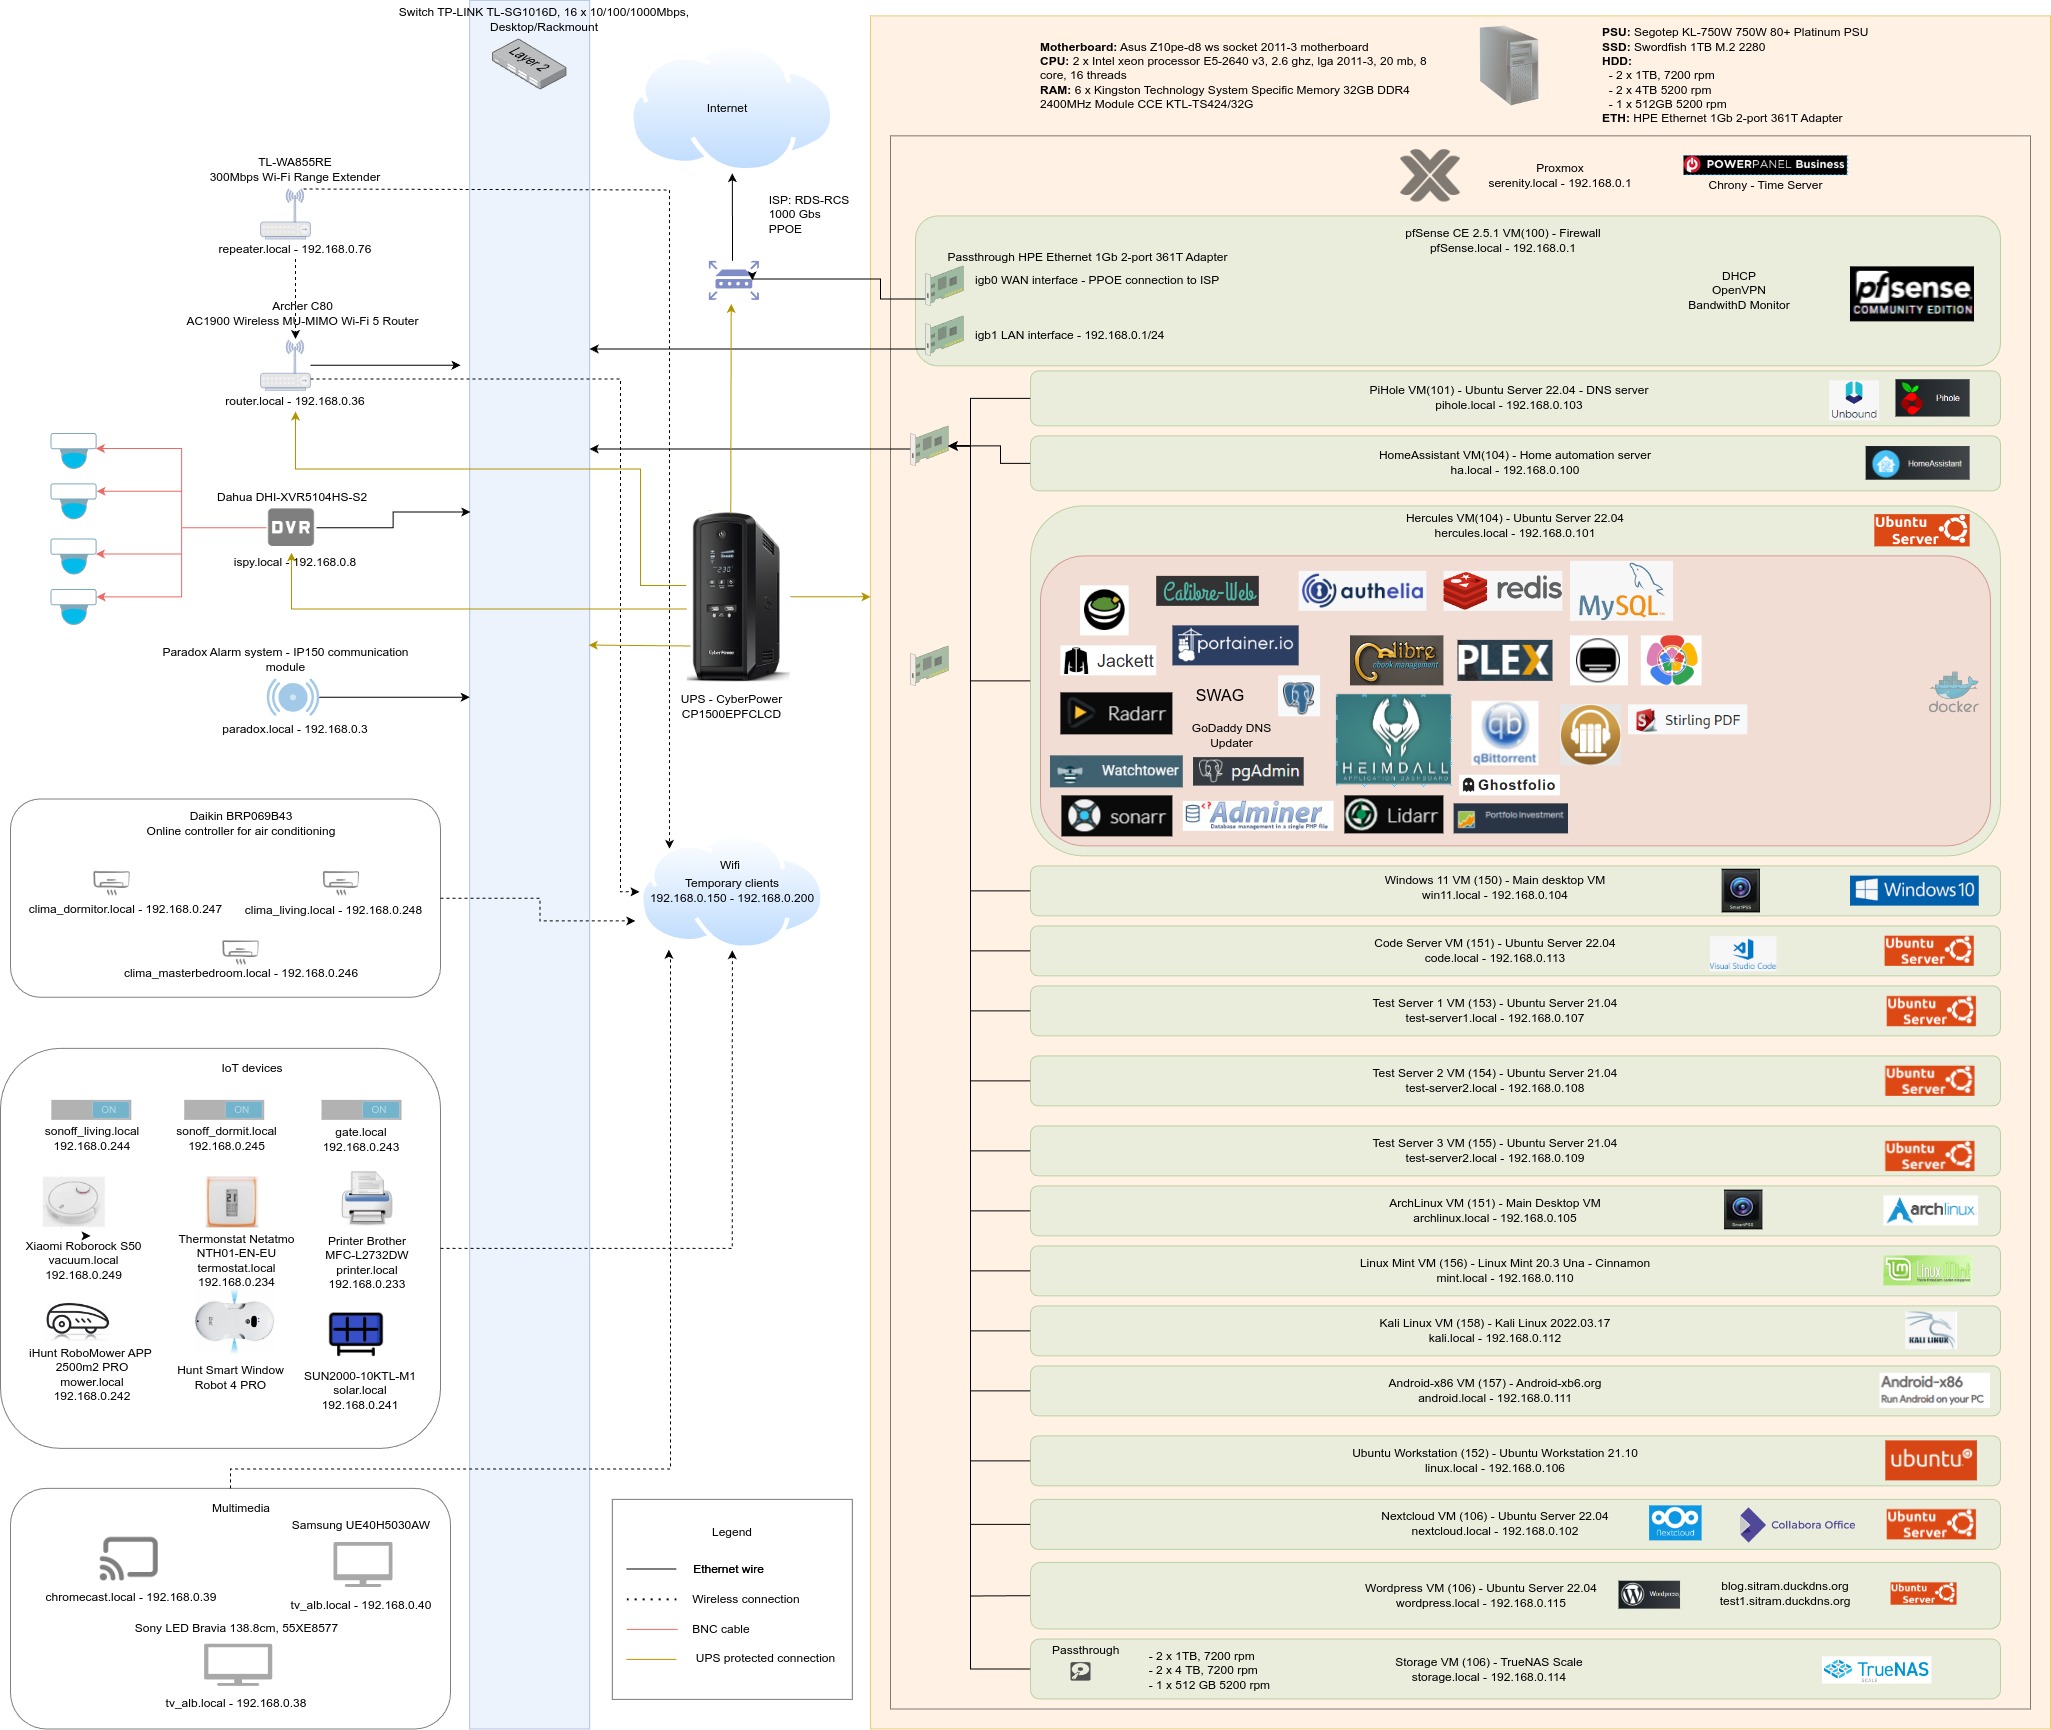 Switch TP-LINK TL-SG1016D, 16 x 10/100/1000Mbps,
Desktop/Rackmount
Layer 2
Internet
ISP: RDS-RCS
1000 Gbs
PPOE
TL-WA855RE
300Mbps Wi-Fi Range Extender
repeater.local - 192.168.0.76
Archer C80
AC1900 Wireless MU-MIMO Wi-Fi 5 Router
router.local - 192.168.0.36
Dahua DHI-XVR5104HS-S2
DVR
ispy.local - 192.168.0.8
Paradox Alarm system - IP150 communication
module
paradox.local - 192.168.0.3
UPS - CyberPower
CP1500EPFCLCD
CyberPower
Daikin BRP069B43
Online controller for air conditioning
clima_dormitor.local - 192.168.0.247
clima_living.local - 192.168.0.248
clima_masterbedroom.local - 192.168.0.246
Wifi
Temporary clients
192.168.0.150 - 192.168.0.200
IoT devices
ON
ON
ON
sonoff_living.local
192.168.0.244
sonoff_dormit.local
192.168.0.245
gate.local
192.168.0.243
21
Xiaomi Roborock S50
vacuum.local
192.168.0.249
Thermostat Netatmo
NTH01-EN-EU
termostat.local
192.168.0.234
Printer Brother
MFC-L2732DW
printer.local
192.168.0.233
iHunt RoboMower APP
2500m2 PRO
mower.local
192.168.0.242
Hunt Smart Window
Robot 4 PRO
SUN2000-10KTL-M1
solar.local
192.168.0.241
Multimedia
Samsung UE40H5030AW
chromecast.local - 192.168.0.39
tv_alb.local - 192.168.0.40
Sony LED Bravia 138.8cm, 55XE8577
tv_alb.local - 192.168.0.38
Legend
Ethernet wire
Wireless connection
BNC cable
UPS protected connection
Motherboard: Asus Z10pe-d8 ws socket 2011-3 motherboard
CPU: 2 x Intel xeon processor E5-2640 v3, 2.6 ghz, lga 2011-3, 20 mb, 8
core, 16 threads
RAM: 6 x Kingston Technology System Specific Memory 32GB DDR4
2400MHz Module CCE KTL-TS424/32G
PSU: Segotep KL-750W 750W 80+ Platinum PSU
SSD: Swordfish 1TB M.2 2280
HDD:
- 2 x 1TB, 7200 rpm
- 2 x 4TB 5200 rpm
- 1 x 512GB 5200 rpm
ETH: HPE Ethernet 1Gb 2-port 361T Adapter
Proxmox
serenity.local - 192.168.0.1
POWERPANEL Business
Chrony - Time Server
pfSense CE 2.5.1 VM(100) - Firewall
pfSense.local - 192.168.0.1
Passthrough HPE Ethernet 1Gb 2-port 361T Adapter
igb0 WAN interface - PPOE connection to ISP
igb1 LAN interface - 192.168.0.1/24
DHCP
OpenVPN
BandwithD Monitor
pfsense
COMMUNITY EDITION
PiHole VM(101) - Ubuntu Server 22.04 - DNS server
pihole.local - 192.168.0.103
Unbound
Pihole
HomeAssistant VM(104) - Home automation server
ha.local - 192.168.0.100
HomeAssistant
Hercules VM(104) - Ubuntu Server 22.04
hercules.local - 192.168.0.101
Ubuntu
Server
Calibre-Web
authelia
redis
MySQL
Jackett
portainer.io
Calibre
ebook management
PLEX
Radarr
SWAG
GoDaddy DNS
Updater
HEIMDALL
APPLICATION DASHBOARD
qb
qBittorrent
Stirling PDF
docker
Watchtower
pgAdmin
Ghostfolio
sonarr
Adminer
Database management in a single PHP file
Lidarr
Portfolo Investment
Windows 11 VM (150) - Main desktop VM
win11.local - 192.168.0.104
SmartPSS
Windows 10
Code Server VM (151) - Ubuntu Server 22.04
code.local - 192.168.0.113
Visual Studio Code
Ubuntu
Server
Test Server 1 VM (153) - Ubuntu Server 21.04
test-server1.local - 192.168.0.107
Ubuntu
Server
Test Server 2 VM (154) - Ubuntu Server 21.04
test-server2.local - 192.168.0.108
Ubuntu
Server
Test Server 3 VM (155) - Ubuntu Server 21.04
test-server2.local - 192.168.0.109
Ubuntu
Server
ArchLinux VM (151) - Main Desktop VM
archlinux.local - 192.168.0.105
SmartPSS
archlinux
Linux Mint VM (156) - Linux Mint 20.3 Una - Cinnamon
mint.local - 192.168.0.110
Linux Mint
Kali Linux VM (158) - Kali Linux 2022.03.17
kali.local - 192.168.0.112
KALI LINUX
Android-x86 VM (157) - Android-xb6.org
android.local - 192.168.0.111
Android-x86
Run Android on your PC
Ubuntu Workstation (152) - Ubuntu Workstation 21.10
linux.local - 192.168.0.106
ubuntu
Nextcloud VM (106) - Ubuntu Server 22.04
nextcloud.local - 192.168.0.102
nextcloud
Collabora Office
Ubuntu
Server
Wordpress VM (106) - Ubuntu Server 22.04
wordpress.local - 192.168.0.115
Wordpress
blog.sitram.duckdns.org
test1.sitram.duckdns.org
Ubuntu
Server
Passthrough
- 2 x 1TB, 7200 rpm
- 2 x 4 TB, 7200 rpm
- 1 x 512 GB 5200 rpm
Storage VM (106) - TrueNAS Scale
storage.local - 192.168.0.114
TrueNAS
SCALE